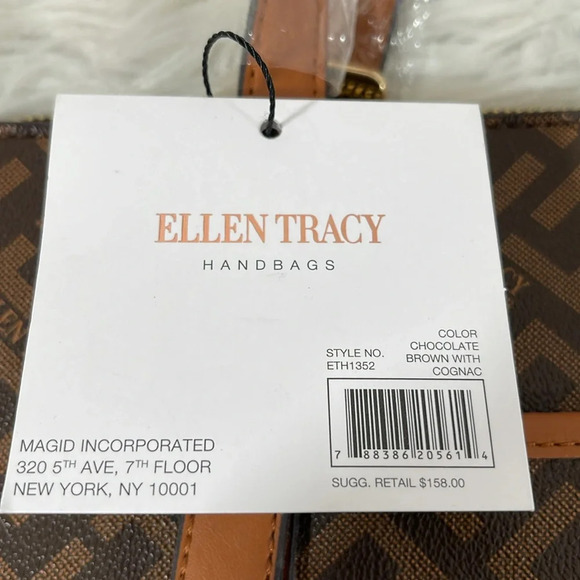 ELLEN TRACY
HANDBAGS
STYLE NO.
ETH1352
COLOR
CHOCOLATE
BROWN WITH
COGNAC
7 88386 20561 4
SUGG. RETAIL $158.00
MAGID INCORPORATED
320 5TH AVE, 7TH FLOOR
NEW YORK, NY 10001
TRACY